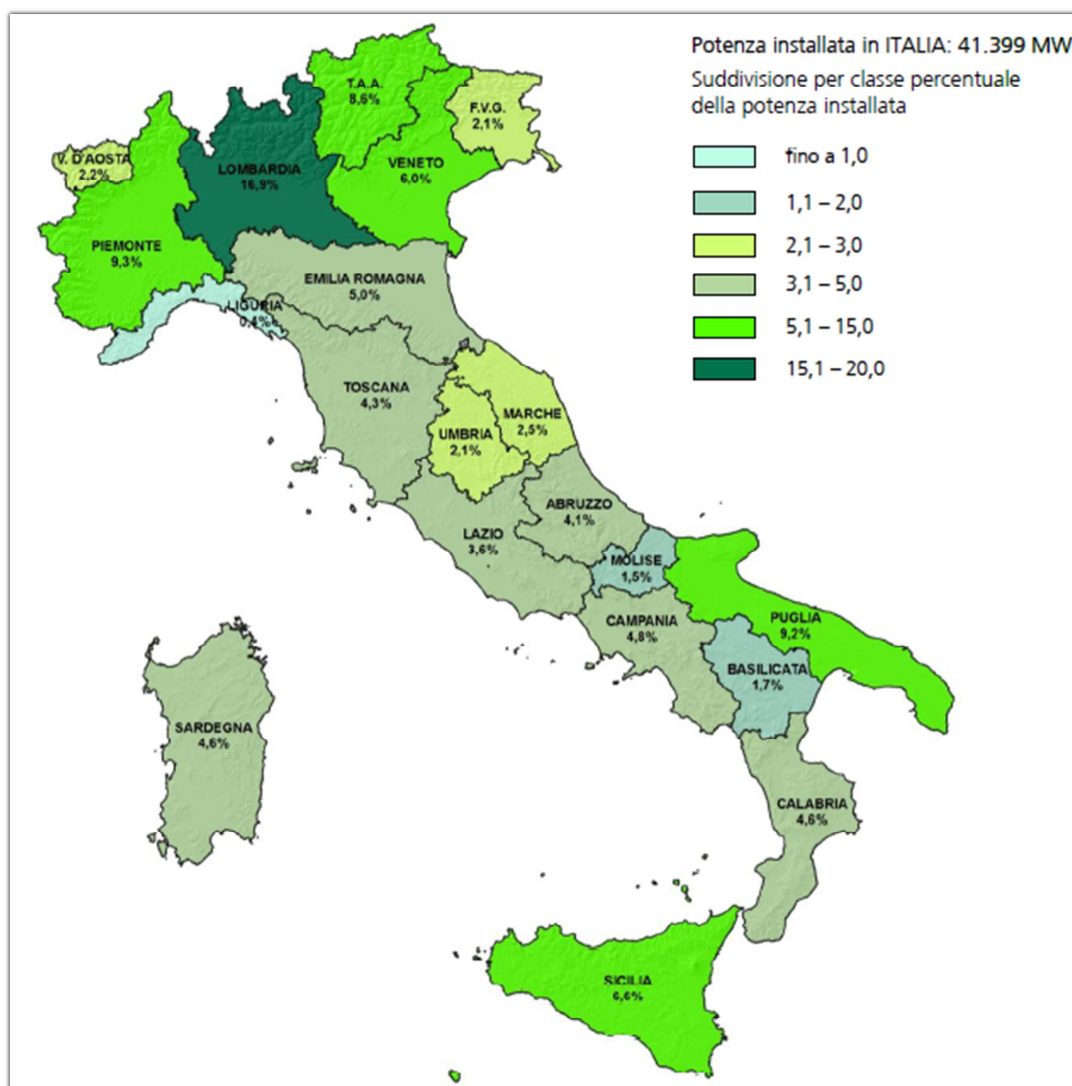 Potenza installata in ITALIA: 41.399 MW
Suddivisione per classe percentuale
della potenza installata
fino a 1,0
1,1 – 2,0
2,1 – 3,0
3,1 – 5,0
5,1 – 15,0
15,1 – 20,0
T.A.A.
8,6%
F.V.G.
2,1%
V. D'AOSTA
2,2%
LOMBARDIA
16,9%
VENETO
6,0%
PIEMONTE
9,3%
EMILIA ROMAGNA
5,0%
LIGURIA
0,4%
TOSCANA
4,3%
MARCHE
2,5%
UMBRIA
2,1%
ABRUZZO
4,1%
LAZIO
3,6%
MOLISE
1,5%
CAMPANIA
4,8%
PUGLIA
9,2%
BASILICATA
1,7%
SARDEGNA
4,6%
CALABRIA
4,6%
SICILIA
6,6%